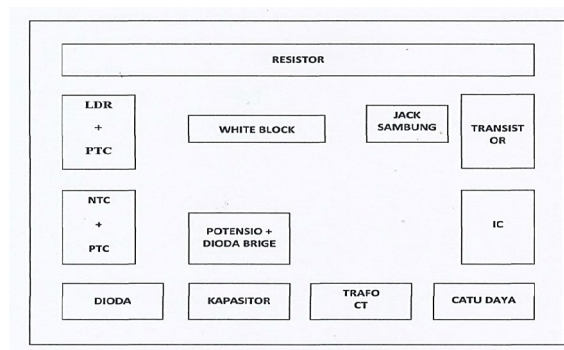 RESISTOR
LDR
+
PTC
WHITE BLOCK
JACK
SAMBUNG
TRANSIST
OR
NTC
+
PTC
POTENSIO +
DIODA BRIGE
IC
DIODA
KAPASITOR
TRAFO
CT
CATU DAYA